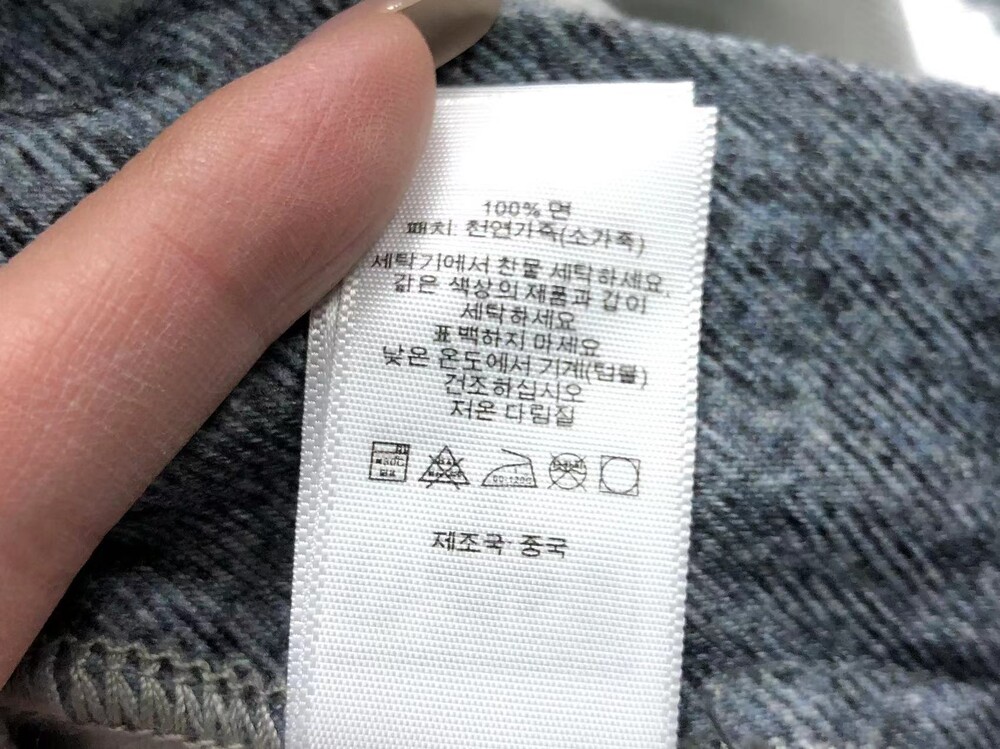 100% 면
패치: 천연가죽(소가죽)
세탁기에서 찬물 세탁하세요.
같은 색상의 제품과 같이
세탁하세요
표백하지 마세요
낮은 온도에서 기계(텀블)
건조하십시오
저온 다림질
제조국: 중국